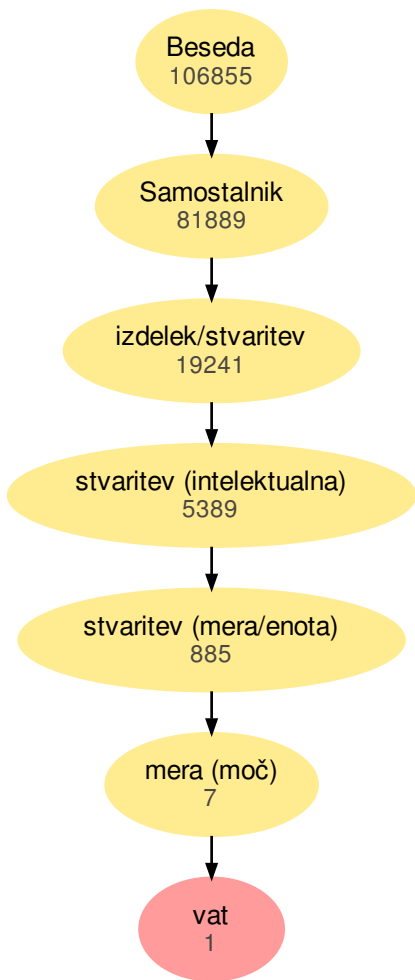 Beseda
106855
Samostalnik
81889
izdelek/stvaritev
19241
stvaritev (intelektualna)
5389
stvaritev (mera/enota)
885
mera (moč)
7
vat
1